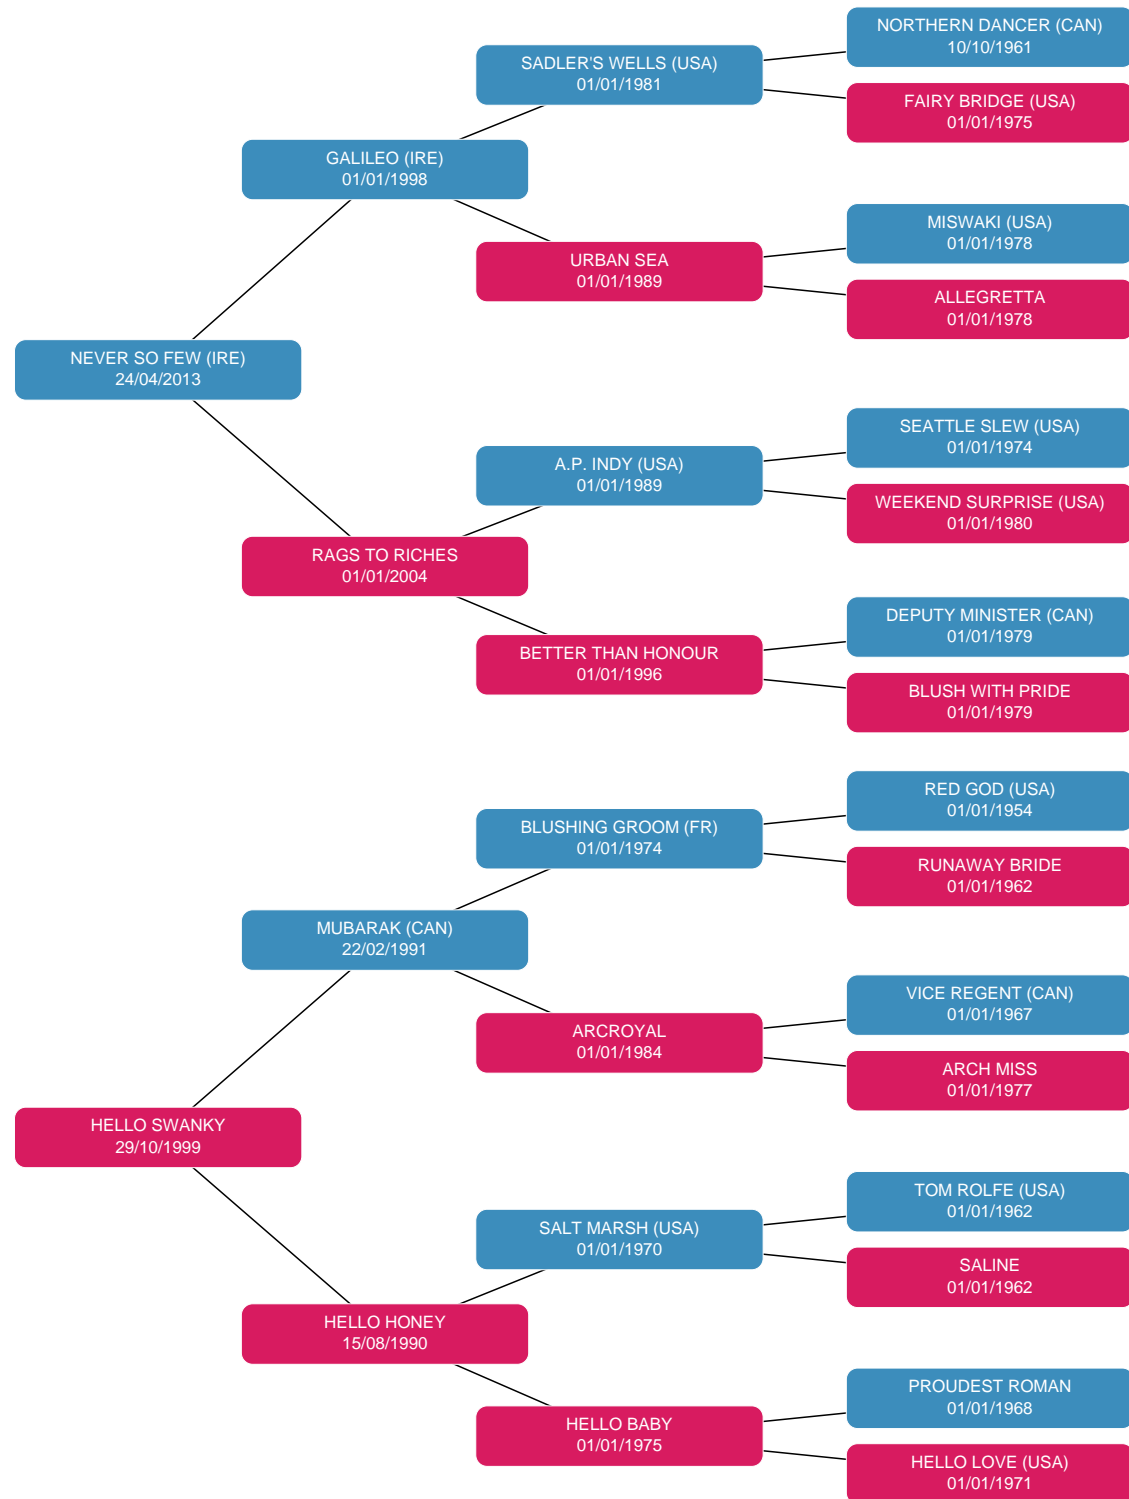 NORTHERN DANCER (CAN)
10/10/1961
SADLER'S WELLS (USA)
01/01/1981
FAIRY BRIDGE (USA)
01/01/1975
GALILEO (IRE)
01/01/1998
MISWAKI (USA)
01/01/1978
URBAN SEA
01/01/1989
ALLEGRETTA
01/01/1978
NEVER SO FEW (IRE)
24/04/2013
SEATTLE SLEW (USA)
01/01/1974
A.P. INDY (USA)
01/01/1989
WEEKEND SURPRISE (USA)
01/01/1980
RAGS TO RICHES
01/01/2004
DEPUTY MINISTER (CAN)
01/01/1979
BETTER THAN HONOUR
01/01/1996
BLUSH WITH PRIDE
01/01/1979
RED GOD (USA)
01/01/1954
BLUSHING GROOM (FR)
01/01/1974
RUNAWAY BRIDE
01/01/1962
MUBARAK (CAN)
22/02/1991
VICE REGENT (CAN)
01/01/1967
ARCROYAL
01/01/1984
ARCH MISS
01/01/1977
HELLO SWANKY
29/10/1999
TOM ROLFE (USA)
01/01/1962
SALT MARSH (USA)
01/01/1970
SALINE
01/01/1962
HELLO HONEY
15/08/1990
PROUDEST ROMAN
01/01/1968
HELLO BABY
01/01/1975
HELLO LOVE (USA)
01/01/1971